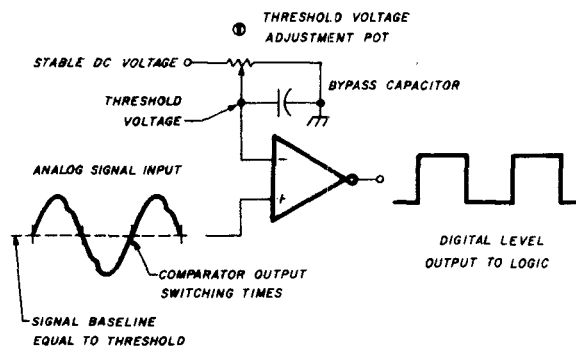 THRESHOLD VOLTAGE
ADJUSTMENT POT
STABLE DC VOLTAGE
BYPASS CAPACITOR
THRESHOLD
VOLTAGE
ANALOG SIGNAL INPUT
-
+
COMPARATOR OUTPUT
SWITCHING TIMES
DIGITAL LEVEL
OUTPUT TO LOGIC
SIGNAL BASELINE
EQUAL TO THRESHOLD